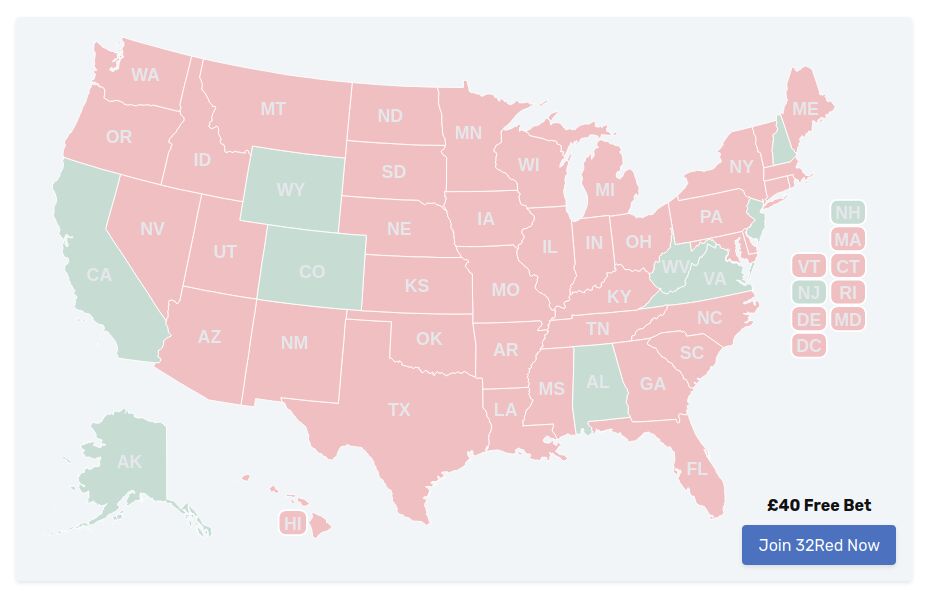 WA
MT
ND
MN
ME
OR
ID
SD
WI
NY
WY
MI
NV
NE
IA
PA
NH
UT
IL
IN
OH
MA
CA
CO
KS
MO
WV
VA
VT
CT
KY
NJ
RI
AZ
NM
OK
TN
NC
DE
MD
AR
SC
DC
TX
LA
MS
AL
GA
AK
FL
HI
£40 Free Bet
Join 32Red Now